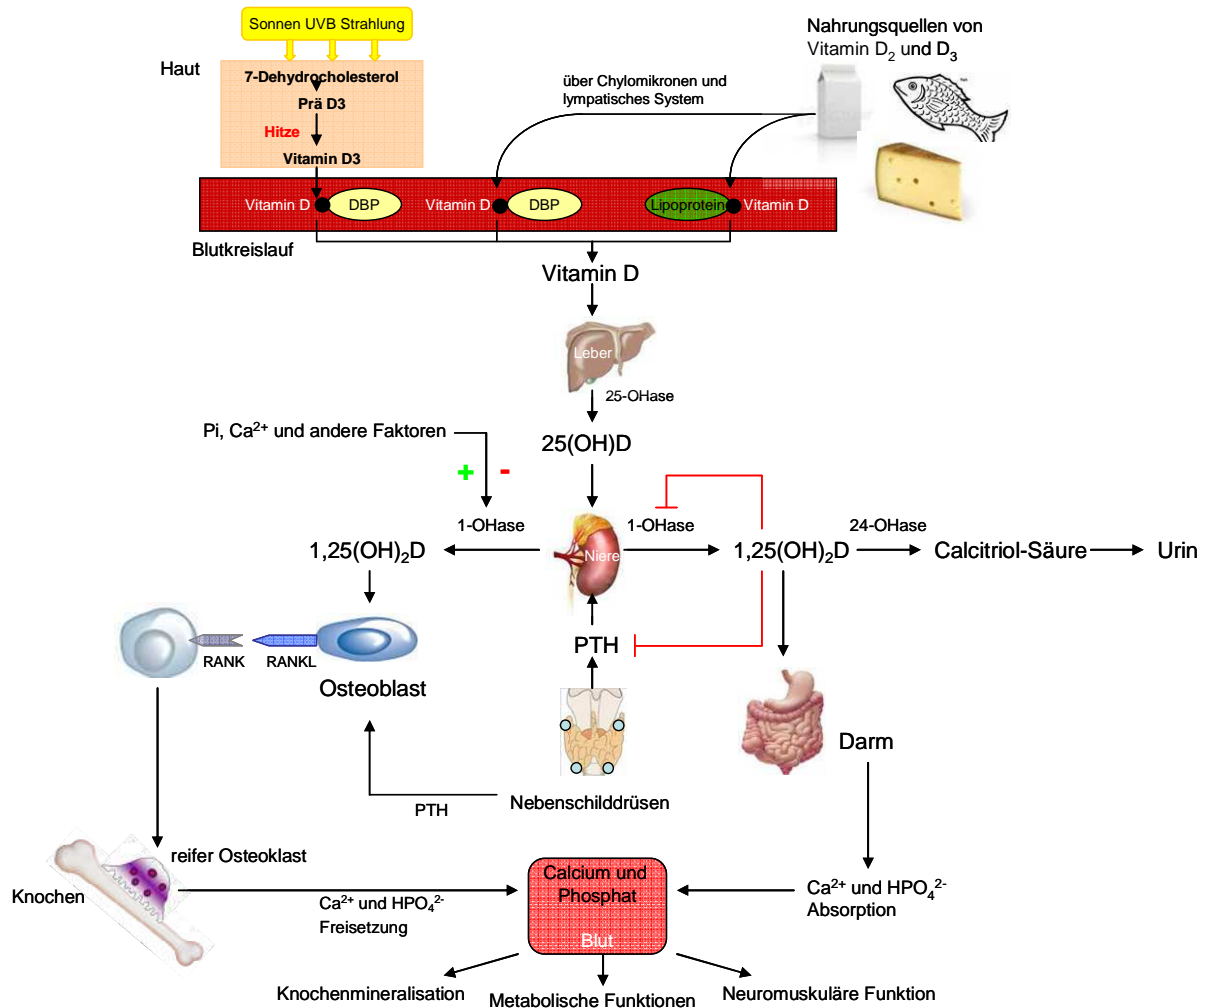 Sonnen UVB Strahlung
Nahrungsquellen von
Vitamin D₂ und D₃
Haut
7-Dehydrocholesterol
Prä D3
Hitze
Vitamin D3
über Chylomikronen und
lympatisches System
Vitamin D
DBP
Vitamin D
DBP
Lipoprotein
Vitamin D
Blutkreislauf
Vitamin D
Leber
25-OHase
Pi, Ca²⁺ und andere Faktoren
25(OH)D
+ -
1-OHase
1-OHase
24-OHase
1,25(OH)₂D
Niere
1,25(OH)₂D
Calcitriol-Säure
Urin
RANK
RANKL
PTH
Osteoblast
Darm
PTH
Nebenschilddrüsen
reifer Osteoklast
Knochen
Ca²⁺ und HPO₄²⁻
Freisetzung
Calcium und
Phosphat
Blut
Ca²⁺ und HPO₄²⁻
Absorption
Knochenmineralisation
Metabolische Funktionen
Neuromuskuläre Funktion